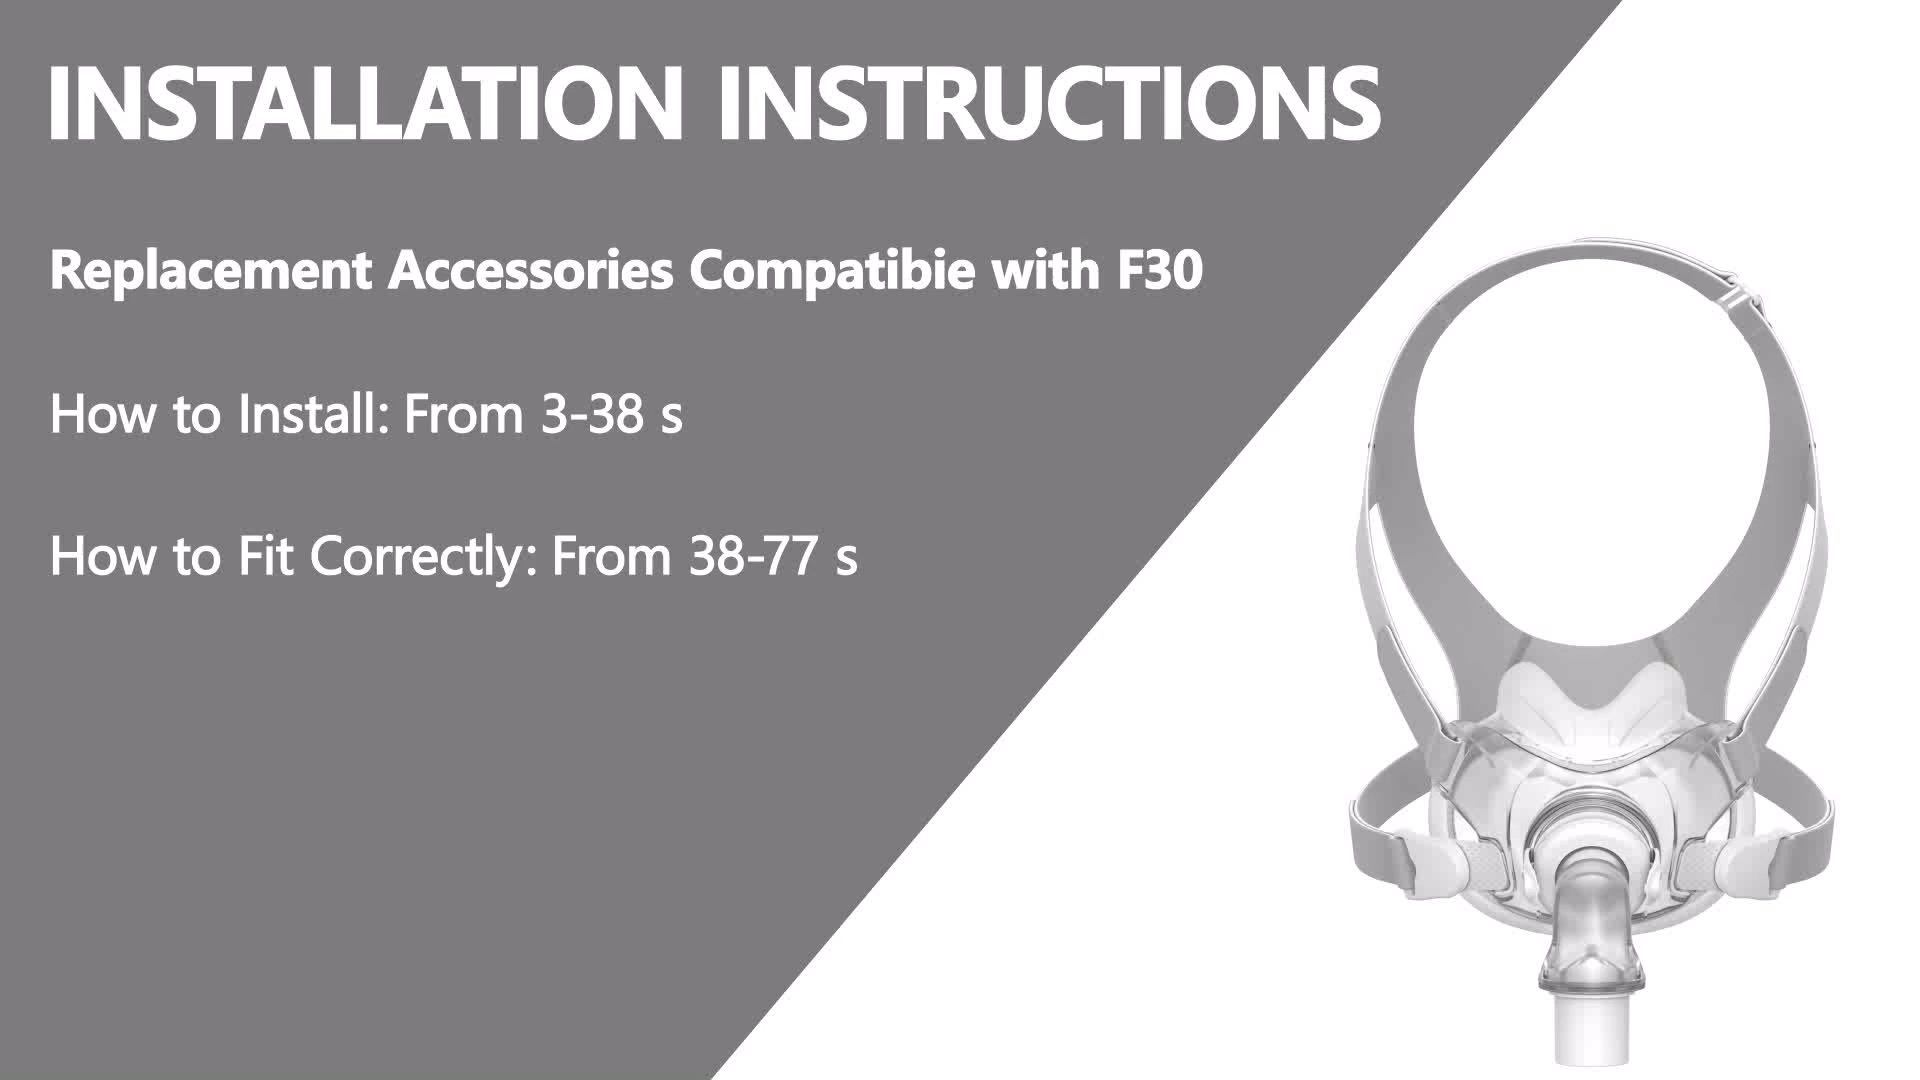 INSTALLATION INSTRUCTIONS
Replacement Accessories Compatibie with F30
How to Install: From 3-38 s
How to Fit Correctly: From 38-77 s